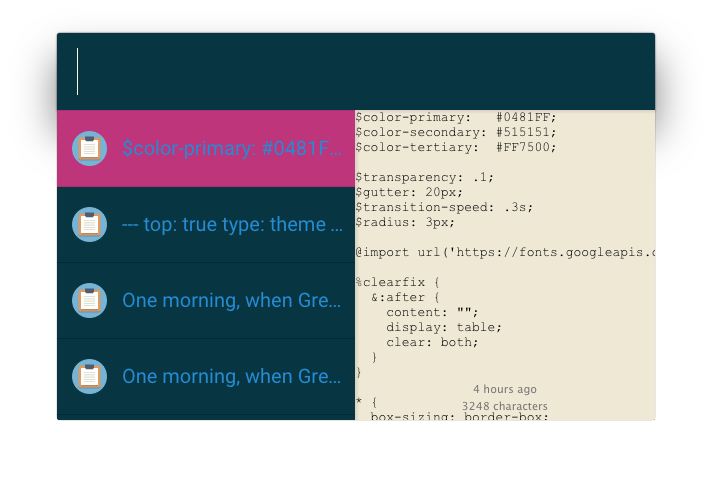 $color-primary: #0481F...
--- top: true type: theme ...
One morning, when Gre...
One morning, when Gre...
$color-primary:   #0481FF;
$color-secondary: #515151;
$color-tertiary:  #FF7500;
$transparency: .1;
$gutter: 20px;
$transition-speed: .3s;
$radius: 3px;
@import url('https://fonts.googleapis.c
%clearfix {
  &:after {
    content: "";
    display: table;
    clear: both;
  }
}
* {
  box-sizing: border-box;
4 hours ago
3248 characters